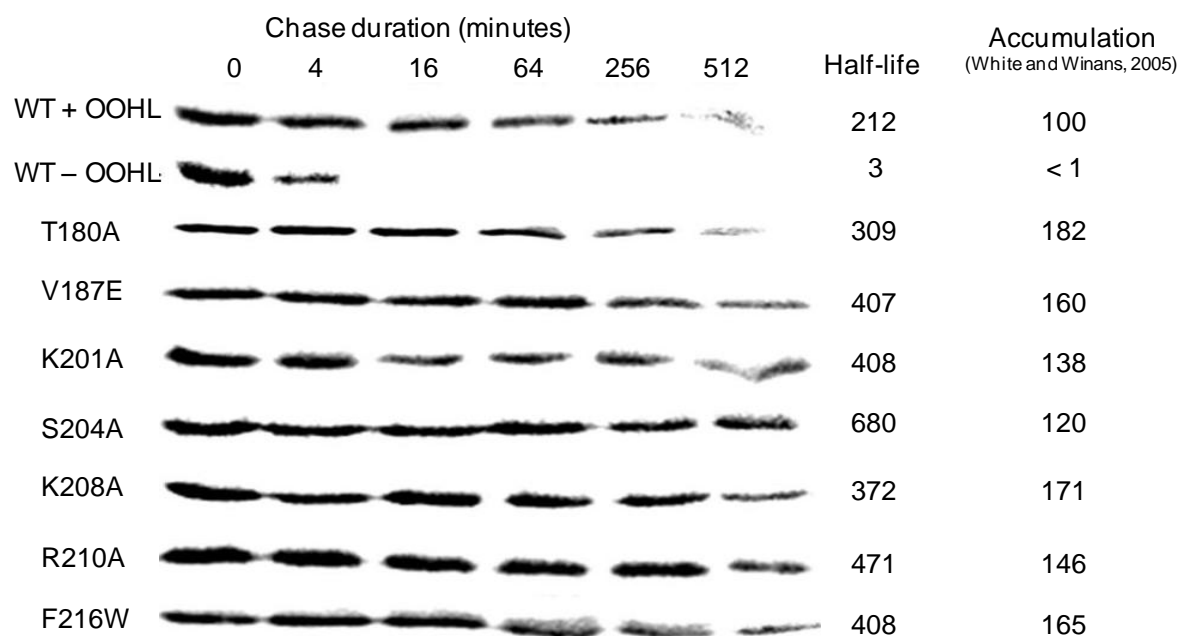 Chase duration (minutes)
0 4 16 64 256 512 Half-life Accumulation
(White and Winans, 2005)
WT + OOHL 212 100
WT – OOHL 3 < 1
T180A 309 182
V187E 407 160
K201A 408 138
S204A 680 120
K208A 372 171
R210A 471 146
F216W 408 165